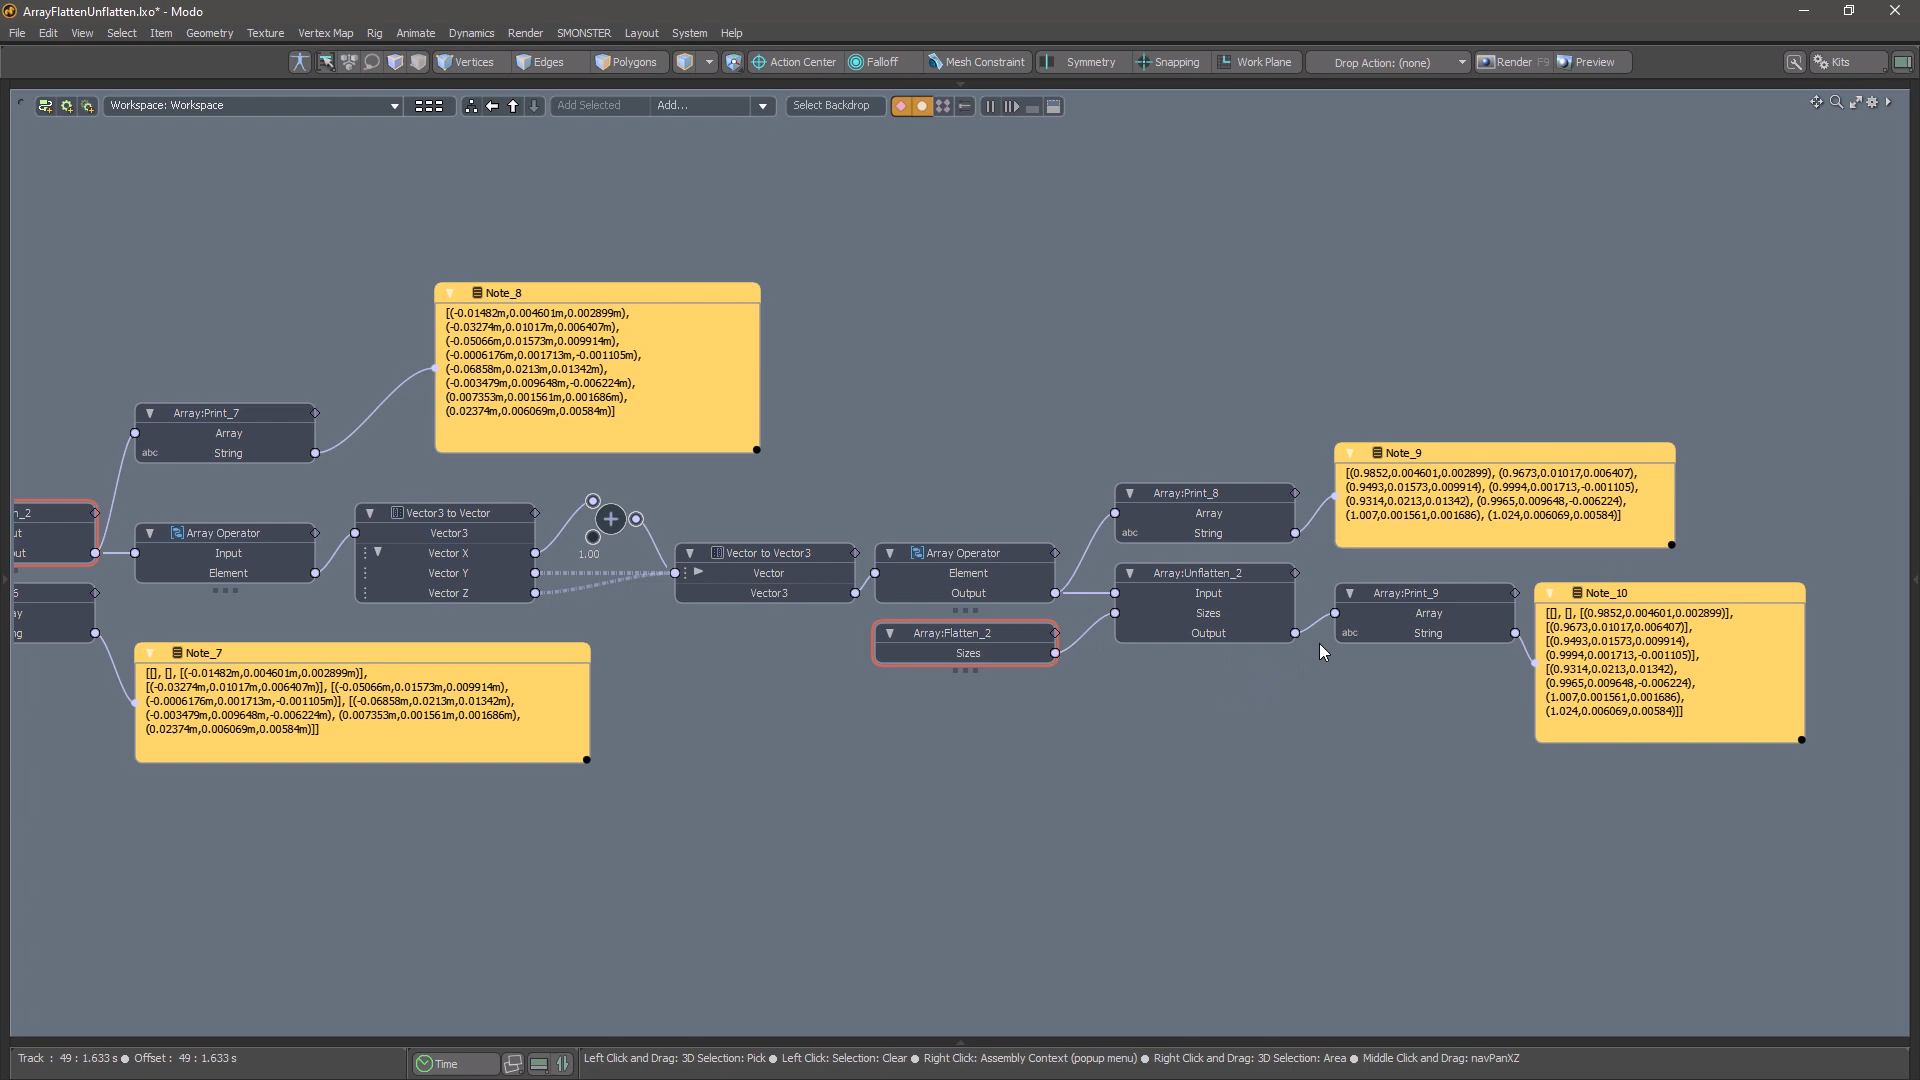 ArrayFlattenUnflatten.lxo* - Modo
File Edit View Select Item Geometry Texture Vertex Map Rig Animate Dynamics Render SMONSTER Layout System Help
Vertices Edges Polygons Action Center Falloff Mesh Constraint Symmetry Snapping Work Plane Drop Action: (none) Render F9 Preview Kits
Workspace: Workspace Add Selected Add... Select Backdrop
Note_8
[(-0.01482m,0.004601m,0.002899m),
(-0.03274m,0.01017m,0.006407m),
(-0.05066m,0.01573m,0.009914m),
(-0.0006176m,0.001713m,-0.001105m),
(-0.06858m,0.0213m,0.01342m),
(-0.003479m,0.009648m,-0.006224m),
(0.007353m,0.001561m,0.001686m),
(0.02374m,0.006069m,0.00584m)]
Array:Print_7
Array
abc String
n_2
ut
out
Array Operator
Input
Element
Vector3 to Vector
Vector3
Vector X
Vector Y
Vector Z
1.00
Vector to Vector3
Vector
Vector3
Array Operator
Element
Output
Array:Flatten_2
Sizes
Array:Print_8
Array
abc String
Array:Unflatten_2
Input
Sizes
Output
Note_9
[(0.9852,0.004601,0.002899), (0.9673,0.01017,0.006407),
(0.9493,0.01573,0.009914), (0.9994,0.001713,-0.001105),
(0.9314,0.0213,0.01342), (0.9965,0.009648,-0.006224),
(1.007,0.001561,0.001686), (1.024,0.006069,0.00584)]
Array:Print_9
Array
abc String
Note_10
[[], [], [(0.9852,0.004601,0.002899)],
[(0.9673,0.01017,0.006407)],
[(0.9493,0.01573,0.009914),
(0.9994,0.001713,-0.001105)],
[(0.9314,0.0213,0.01342),
(0.9965,0.009648,-0.006224),
(1.007,0.001561,0.001686),
(1.024,0.006069,0.00584)]]
6
ay
ng
Note_7
[[], [], [(-0.01482m,0.004601m,0.002899m)],
[(-0.03274m,0.01017m,0.006407m)], [(-0.05066m,0.01573m,0.009914m),
(-0.0006176m,0.001713m,-0.001105m)], [(-0.06858m,0.0213m,0.01342m),
(-0.003479m,0.009648m,-0.006224m), (0.007353m,0.001561m,0.001686m),
(0.02374m,0.006069m,0.00584m)]]
Track : 49 : 1.633 s ● Offset : 49 : 1.633 s
Time
Left Click and Drag: 3D Selection: Pick ● Left Click: Selection: Clear ● Right Click: Assembly Context (popup menu) ● Right Click and Drag: 3D Selection: Area ● Middle Click and Drag: navPanXZ